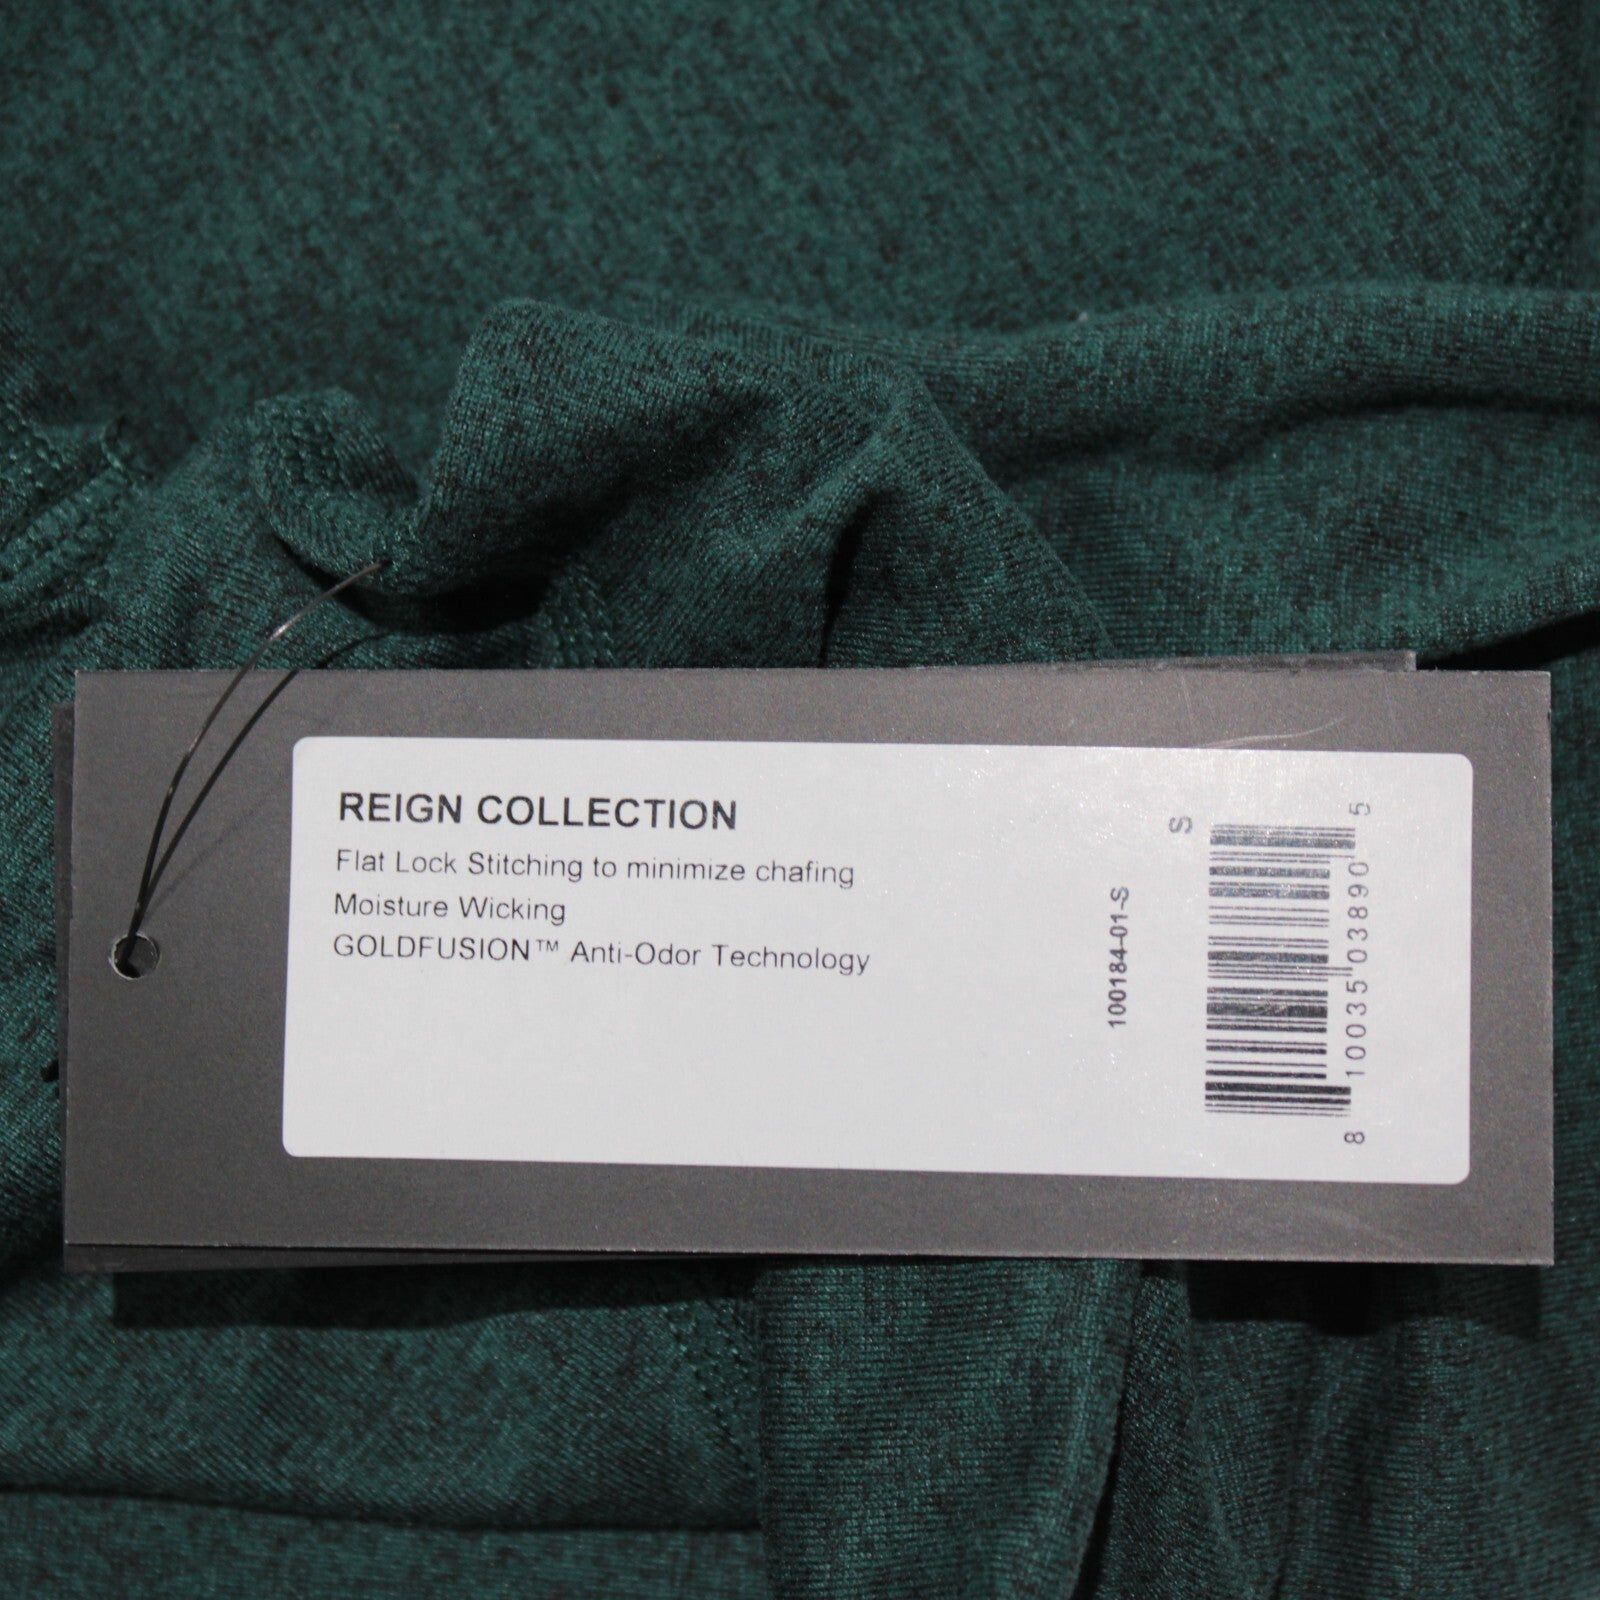 REIGN COLLECTION
Flat Lock Stitching to minimize chafing
Moisture Wicking
GOLDFUSION™ Anti-Odor Technology
100184-01-S
S
8 10035 03890 5